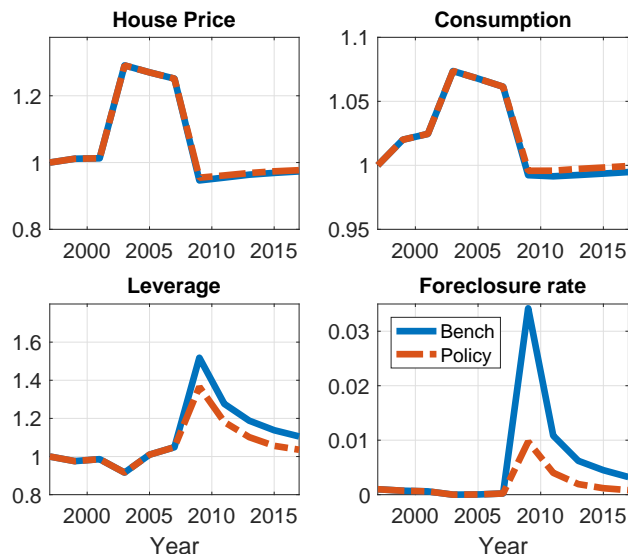 House Price
1.2
1
0.8
2000 2005 2010 2015
Consumption
1.1
1.05
1
0.95
2000 2005 2010 2015
Leverage
1.6
1.4
1.2
1
0.8
2000 2005 2010 2015
Year
Foreclosure rate
0.03
0.02
0.01
0
Bench
Policy
2000 2005 2010 2015
Year